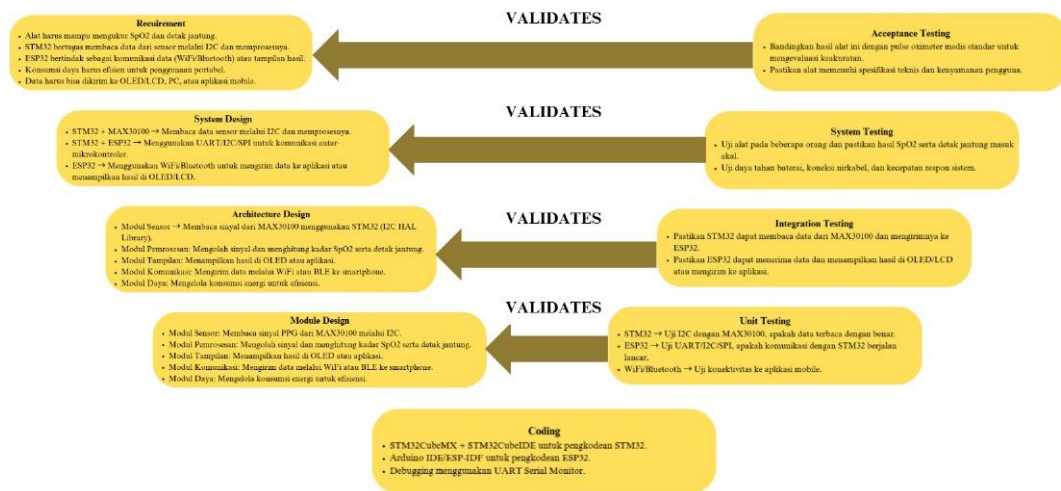 VALIDATES
Recuirement
• Alat harus mampu mengukur SpO2 dan detak jantung.
• STM32 bertugas membaca data dari sensor melalui I2C dan memprosesnya.
• ESP32 bertindak sebagai komunikasi data (WiFi/Bluetooth) atau tampilan hasil.
• Konsumsi daya harus efisien untuk penggunaan portabel.
• Data harus bisa dikirim ke OLED/LCD, PC, atau aplikasi mobile.
Acceptance Testing
• Bandingkan hasil alat ini dengan pulse oximeter medis standar untuk
mengevaluasi keakuratan.
• Pastikan alat memenuhi spesifikasi teknis dan kenyamanan pengguna.
VALIDATES
System Design
• STM32 + MAX30100 → Membaca data sensor melalui I2C dan memprosesnya.
• STM32 + ESP32 → Menggunakan UART/I2C/SPI untuk komunikasi antar-
mikrokontroler.
• ESP32 → Menggunakan WiFi/Bluetooth untuk mengirim data ke aplikasi atau
menampilkan hasil di OLED/LCD.
System Testing
• Uji alat pada beberapa orang dan pastikan hasil SpO2 serta detak jantung masuk
akal.
• Uji daya tahan baterai, koneksi nirkabel, dan kecepatan respon sistem.
VALIDATES
Architecture Design
• Modul Sensor → Membaca sinyal dari MAX30100 menggunakan STM32 (I2C HAL
Library).
• Modul Pemrosesan: Mengolah sinyal dan menghitung kadar SpO2 serta detak jantung.
• Modul Tampilan: Menampilkan hasil di OLED atau aplikasi.
• Modul Komunikasi: Mengirim data melalui WiFi atau BLE ke smartphone.
• Modul Daya: Mengelola konsumsi energi untuk efisiensi.
Integration Testing
• Pastikan STM32 dapat membaca data dari MAX30100 dan mengirimnya ke
ESP32.
• Pastikan ESP32 dapat menerima data dan menampilkan hasil di OLED/LCD
atau mengirim ke aplikasi.
VALIDATES
Module Design
• Modul Sensor: Membaca sinyal PPG dari MAX30100 melalui I2C.
• Modul Pemrosesan: Mengolah sinyal dan menghitung kadar SpO2 serta detak jantung.
• Modul Tampilan: Menampilkan hasil di OLED atau aplikasi.
• Modul Komunikasi: Mengirim data melalui WiFi atau BLE ke smartphone.
• Modul Daya: Mengelola konsumsi energi untuk efisiensi.
Unit Testing
• STM32 → Uji I2C dengan MAX30100, apakah data terbaca dengan benar.
• ESP32 → Uji UART/I2C/SPI, apakah komunikasi dengan STM32 berjalan
lancar.
• WiFi/Bluetooth → Uji konektivitas ke aplikasi mobile.
Coding
• STM32CubeMX + STM32CubeIDE untuk pengkodean STM32.
• Arduino IDE/ESP-IDF untuk pengkodean ESP32.
• Debugging menggunakan UART Serial Monitor.